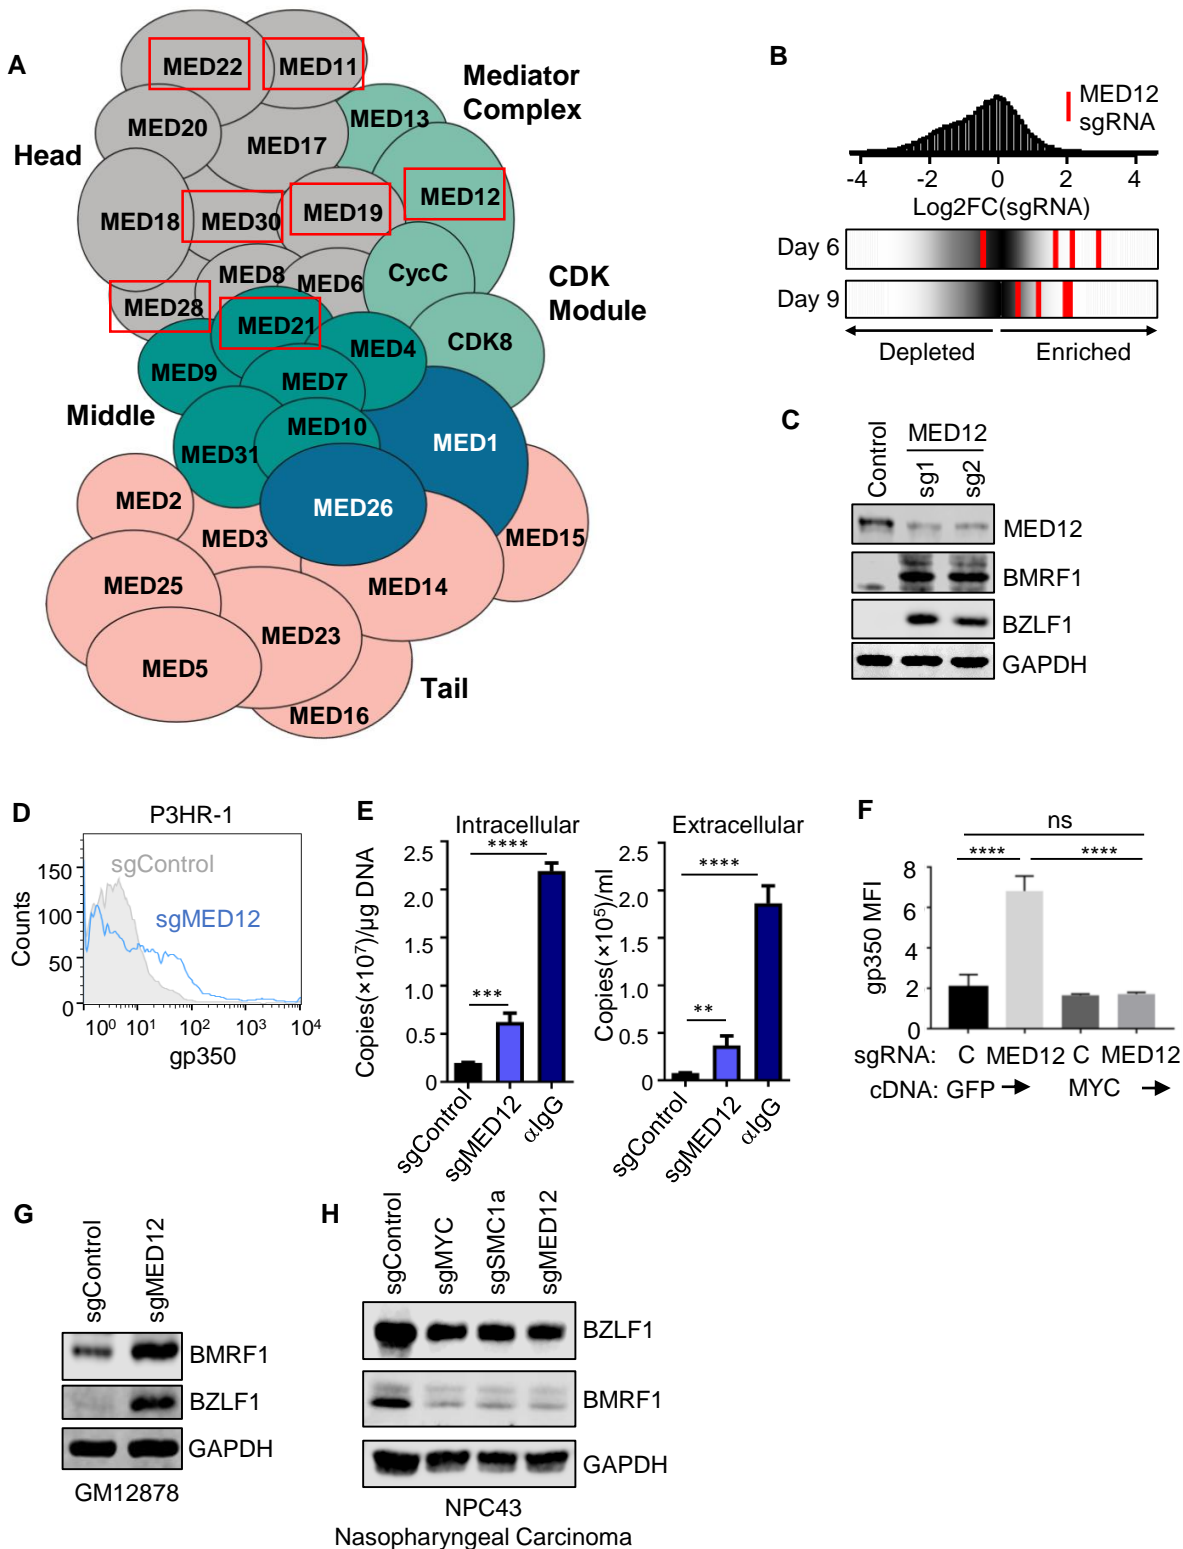 A
Mediator
Complex
Head
CDK
Module
Middle
Tail
MED22
MED11
MED20
MED17
MED13
MED18
MED30
MED19
MED12
MED8
MED6
CycC
MED28
MED21
MED4
CDK8
MED9
MED7
MED10
MED31
MED1
MED2
MED26
MED3
MED15
MED25
MED14
MED23
MED5
MED16
B
MED12
sgRNA
-4 -2 0 2 4
Log2FC(sgRNA)
Day 6
Day 9
Depleted Enriched
C
Control
MED12
sg1
sg2
MED12
BMRF1
BZLF1
GAPDH
D
P3HR-1
sgControl
sgMED12
Counts
150
100
50
0
10⁰ 10¹ 10² 10³ 10⁴
gp350
E
Intracellular
Copies(×10⁷)/μg DNA
2.5
2.0
1.5
1.0
0.5
0
****
***
sgControl
sgMED12
αIgG
Extracellular
Copies(×10⁵)/ml
2.5
2.0
1.5
1.0
0.5
0
****
**
sgControl
sgMED12
αIgG
F
ns
**** ****
gp350 MFI
8
6
4
2
0
sgRNA: C MED12 C MED12
cDNA: GFP MYC
G
sgControl
sgMED12
BMRF1
BZLF1
GAPDH
GM12878
H
sgControl
sgMYC
sgSMC1a
sgMED12
BZLF1
BMRF1
GAPDH
NPC43
Nasopharyngeal Carcinoma